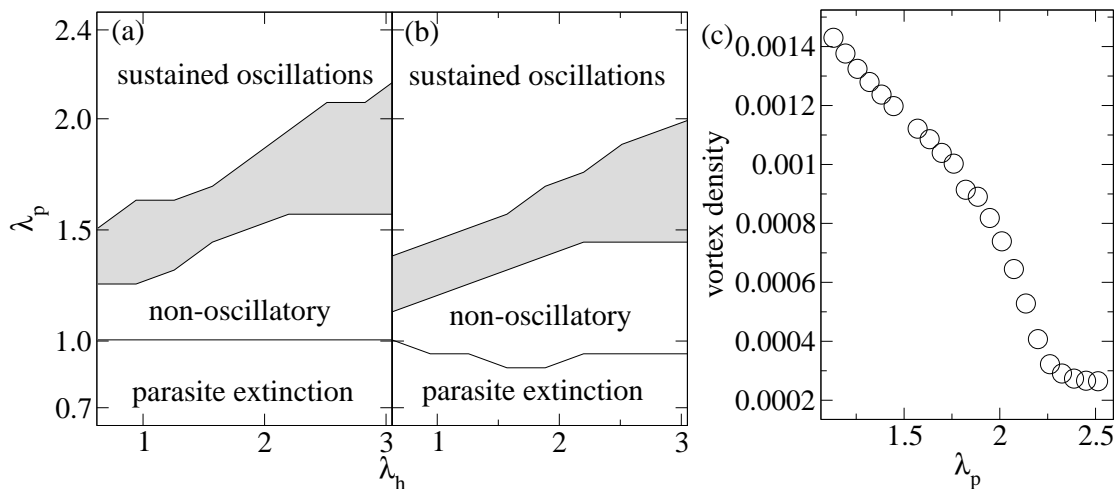 (a)
sustained oscillations
non-oscillatory
parasite extinction
2.4
2.0
1.5
1.0
0.7
λp
1
2
3
(b)
sustained oscillations
non-oscillatory
parasite extinction
1
2
3
λh
(c)
0.0014
0.0012
0.001
0.0008
0.0006
0.0004
0.0002
vortex density
1.5
2
2.5
λp